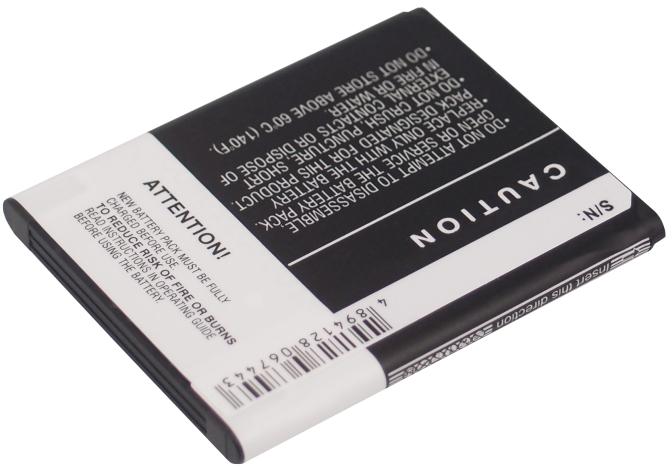 ATTENTION!
NEW BATTERY PACK MUST BE FULLY
CHARGED BEFORE USE.
TO REDUCE RISK OF FIRE OR BURNS
READ INSTRUCTIONS IN OPERATING GUIDE
BEFORE USING THE BATTERY.
4 894128 067443
S/N:
CAUTION
•DO NOT ATTEMPT TO DISASSEMBLE,
OPEN OR SERVICE THE BATTERY PACK.
•REPLACE ONLY WITH THE BATTERY
PACK DESIGNATED FOR THIS PRODUCT.
•DO NOT CRUSH, PUNCTURE, SHORT
EXTERNAL CONTACTS OR DISPOSE OF
IN FIRE OR WATER.
•DO NOT STORE ABOVE 60°C (140°F).
Insert this direction